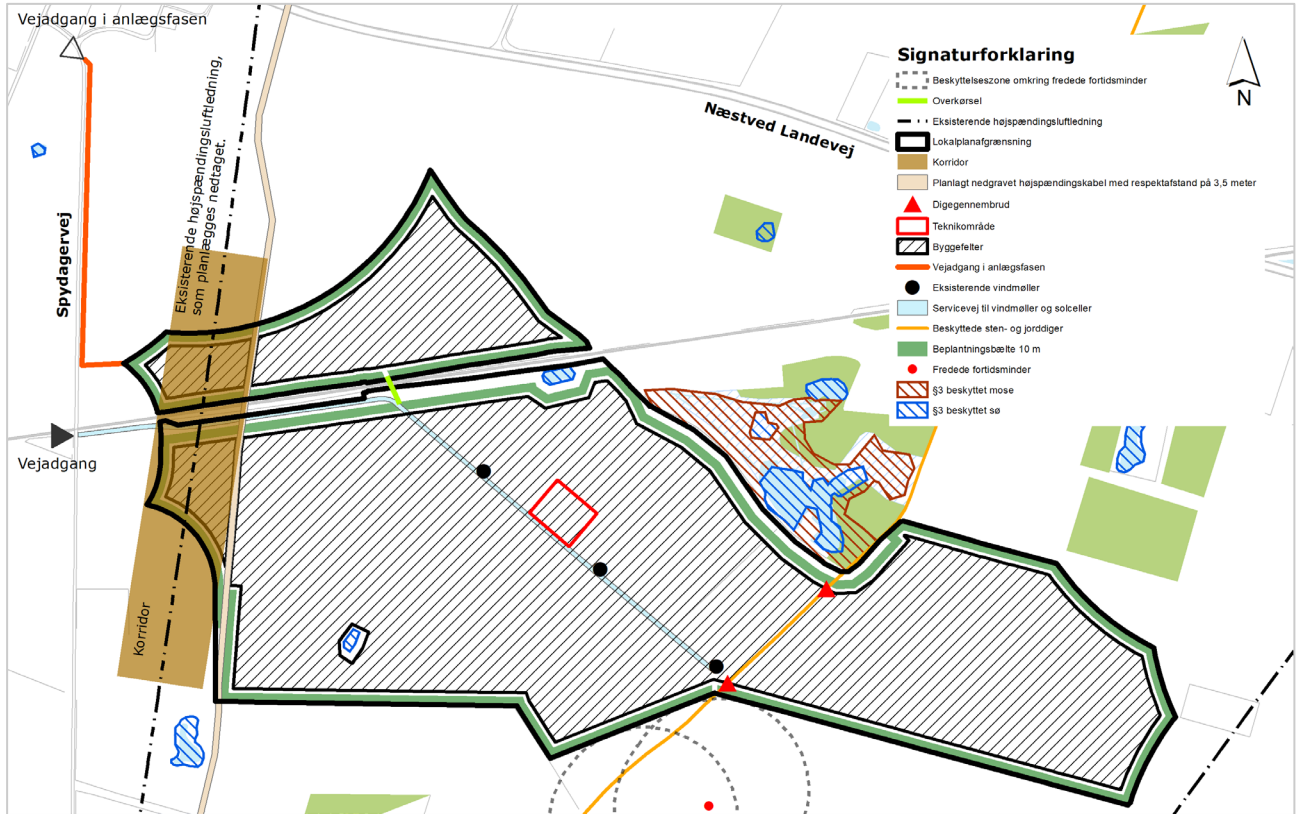 Vejadgang i anlægsfasen
Eksisterende højspændingsluftledning,
som planlægges nedtaget.
Spydagervej
Næstved Landevej
Vejadgang
Korridor
Signaturforklaring
Beskyttelseszone omkring fredede fortidsminder
Overkørsel
Eksisterende højspændingsluftledning
Lokalplanafgrænsning
Korridor
Planlagt nedgravet højspændingskabel med respektafstand på 3,5 meter
Digegennembrud
Teknikområde
Byggefelter
Vejadgang i anlægsfasen
Eksisterende vindmøller
Servicevej til vindmøller og solceller
Beskyttede sten- og jorddiger
Beplantningsbælte 10 m
Fredede fortidsminder
§3 beskyttet mose
§3 beskyttet sø
N